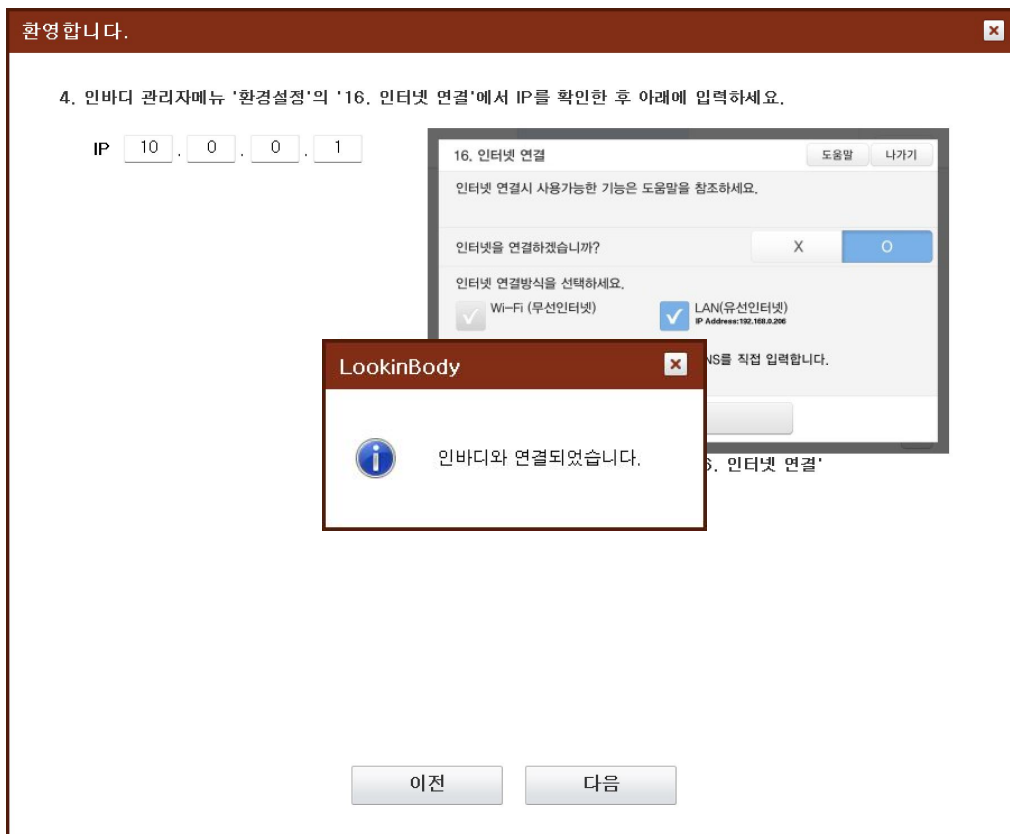 환영합니다.
4. 인바디 관리자메뉴 '환경설정'의 '16. 인터넷 연결'에서 IP를 확인한 후 아래에 입력하세요.
IP 10 . 0 . 0 . 1
16. 인터넷 연결 도움말 나가기
인터넷 연결시 사용가능한 기능은 도움말을 참조하세요.
인터넷을 연결하겠습니까? X O
인터넷 연결방식을 선택하세요.
Wi-Fi (무선인터넷) LAN(유선인터넷)
IP Address:192.168.0.206
NS를 직접 입력합니다.
LookinBody
인바디와 연결되었습니다.
6. 인터넷 연결'
이전 다음